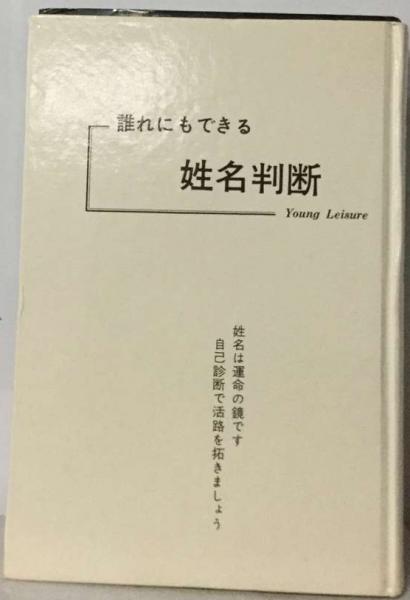 誰れにもできる
姓名判断
Young Leisure
姓名は運命の鏡です
自己診断で活路を拓きましょう